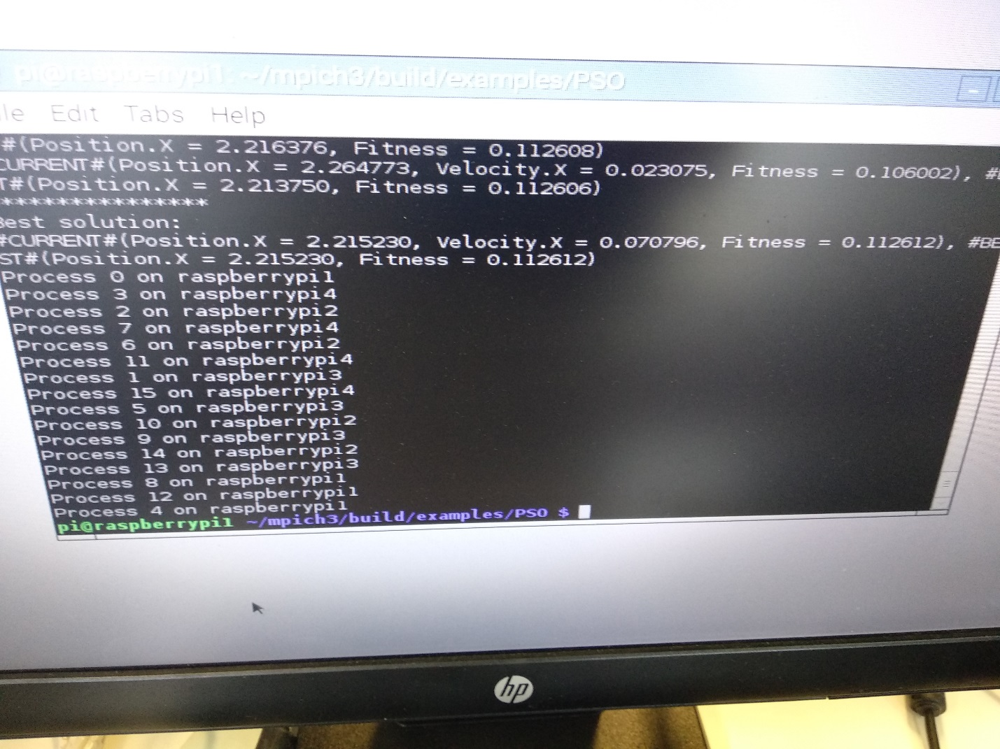 pi@raspberrypi1: ~/mpich3/build/examples/PSO
le Edit Tabs Help
#(Position.X = 2.216376, Fitness = 0.112608)
CURRENT#(Position.X = 2.264773, Velocity.X = 0.023075, Fitness = 0.106002), #
T#(Position.X = 2.213750, Fitness = 0.112606)
***************
Best solution:
#CURRENT#(Position.X = 2.215230, Velocity.X = 0.070796, Fitness = 0.112612), #BE
ST#(Position.X = 2.215230, Fitness = 0.112612)
Process 0 on raspberrypi1
Process 3 on raspberrypi4
Process 2 on raspberrypi2
Process 7 on raspberrypi4
Process 6 on raspberrypi2
Process 11 on raspberrypi4
Process 1 on raspberrypi3
Process 15 on raspberrypi4
Process 5 on raspberrypi3
Process 10 on raspberrypi2
Process 9 on raspberrypi3
Process 14 on raspberrypi2
Process 13 on raspberrypi3
Process 8 on raspberrypi1
Process 12 on raspberrypi1
Process 4 on raspberrypi1
pi@raspberrypi1 ~/mpich3/build/examples/PSO $
hp